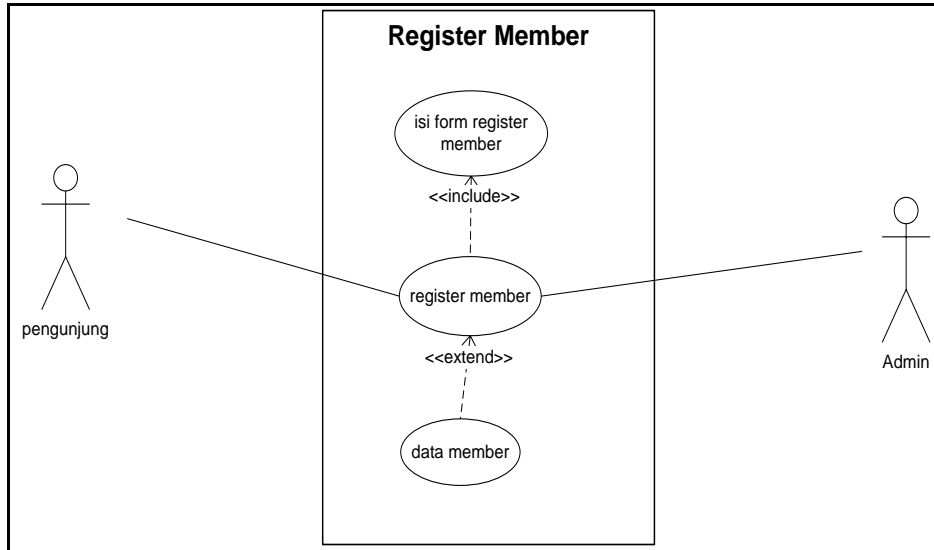 Register Member
isi form register
member
<<include>>
register member
pengunjung
<<extend>>
Admin
data member